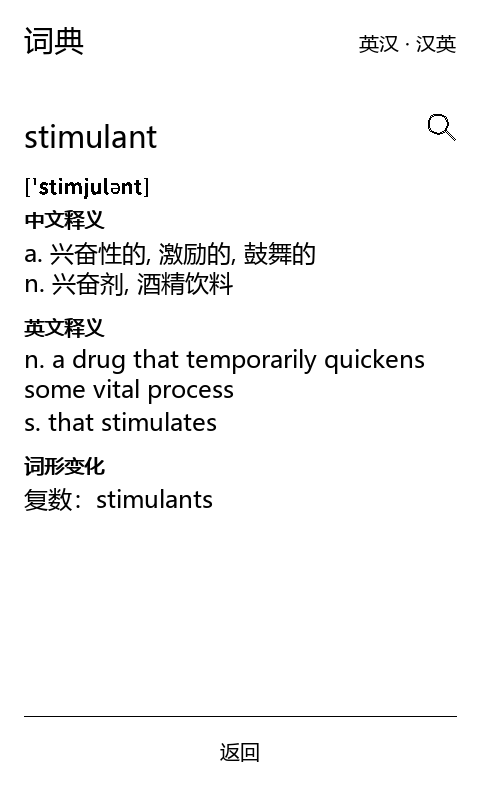 词典
英汉 · 汉英
stimulant
['stimjulənt]
中文释义
a. 兴奋性的, 激励的, 鼓舞的
n. 兴奋剂, 酒精饮料
英文释义
n. a drug that temporarily quickens
some vital process
s. that stimulates
词形变化
复数：stimulants
返回